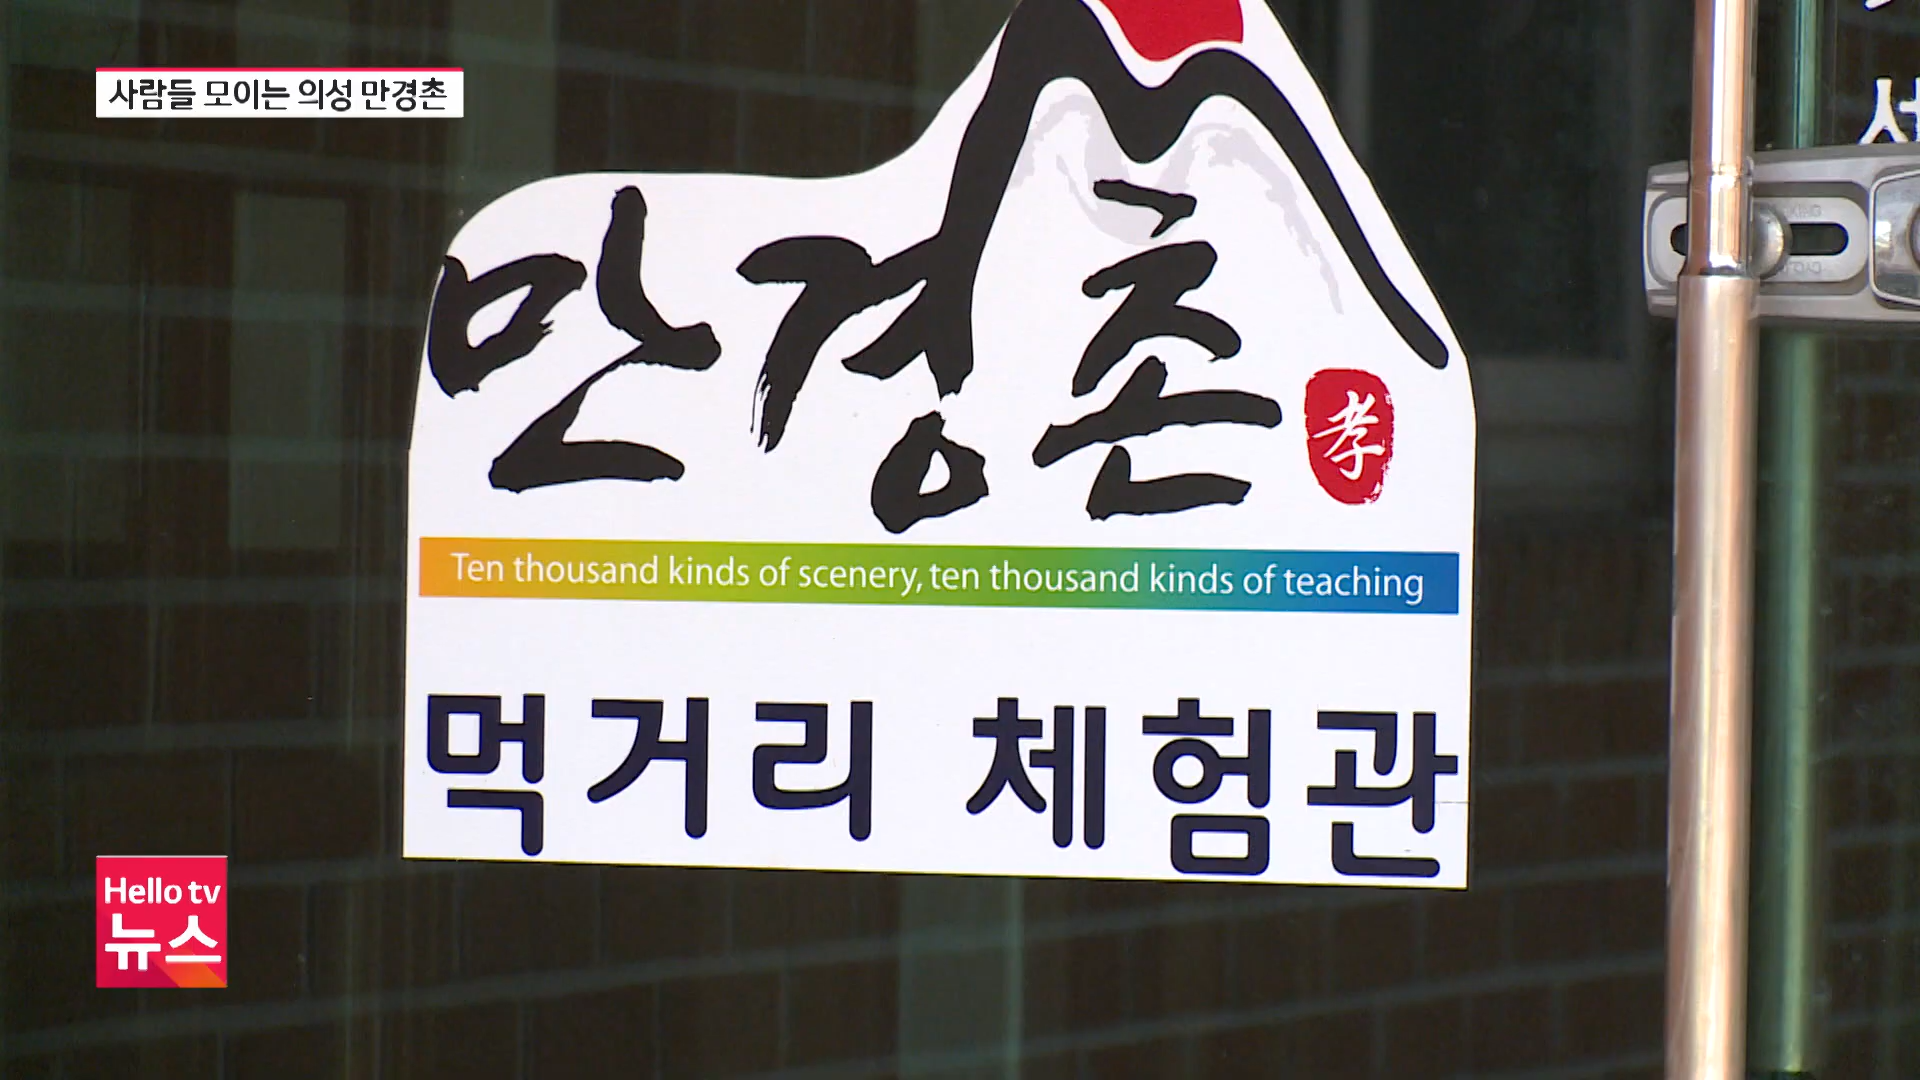 사람들 모이는 의성 만경촌
만경촌
孝
Ten thousand kinds of scenery, ten thousand kinds of teaching
먹거리 체험관
Hello tv
뉴스